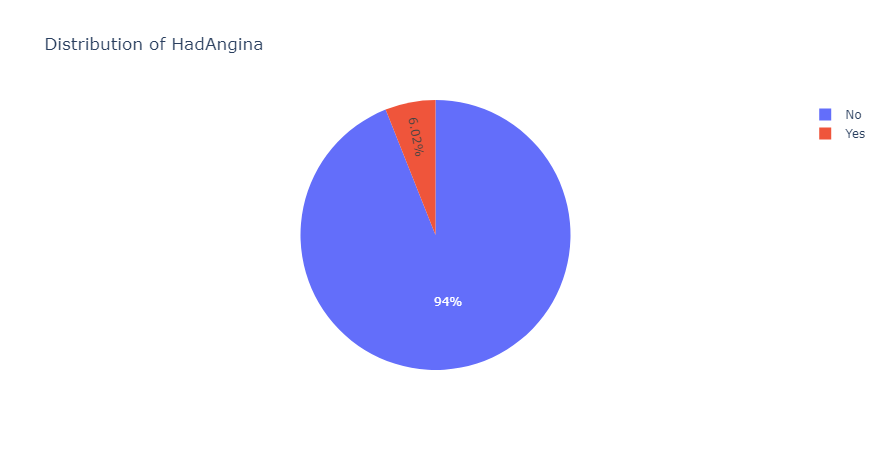 Distribution of HadAngina
No
Yes
6.02%
94%